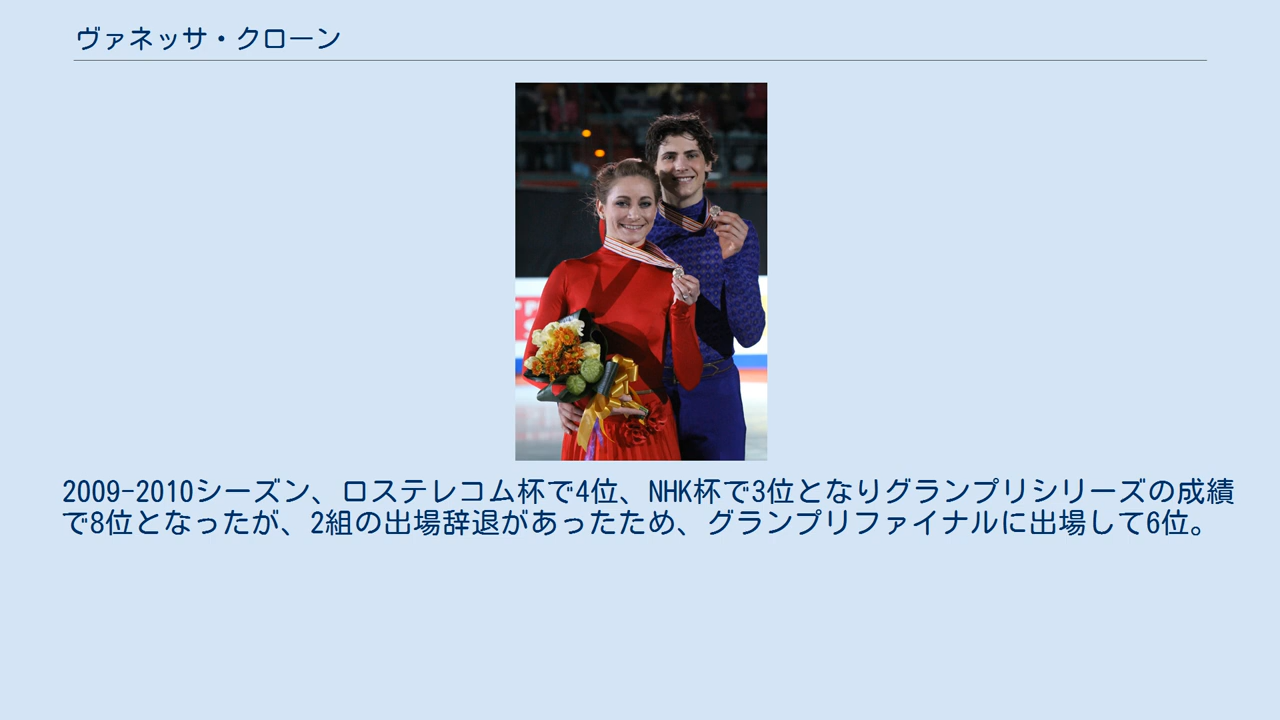 ヴァネッサ・クローン
2009-2010シーズン、ロステレコム杯で4位、NHK杯で3位となりグランプリシリーズの成績
で8位となったが、2組の出場辞退があったため、グランプリファイナルに出場して6位。